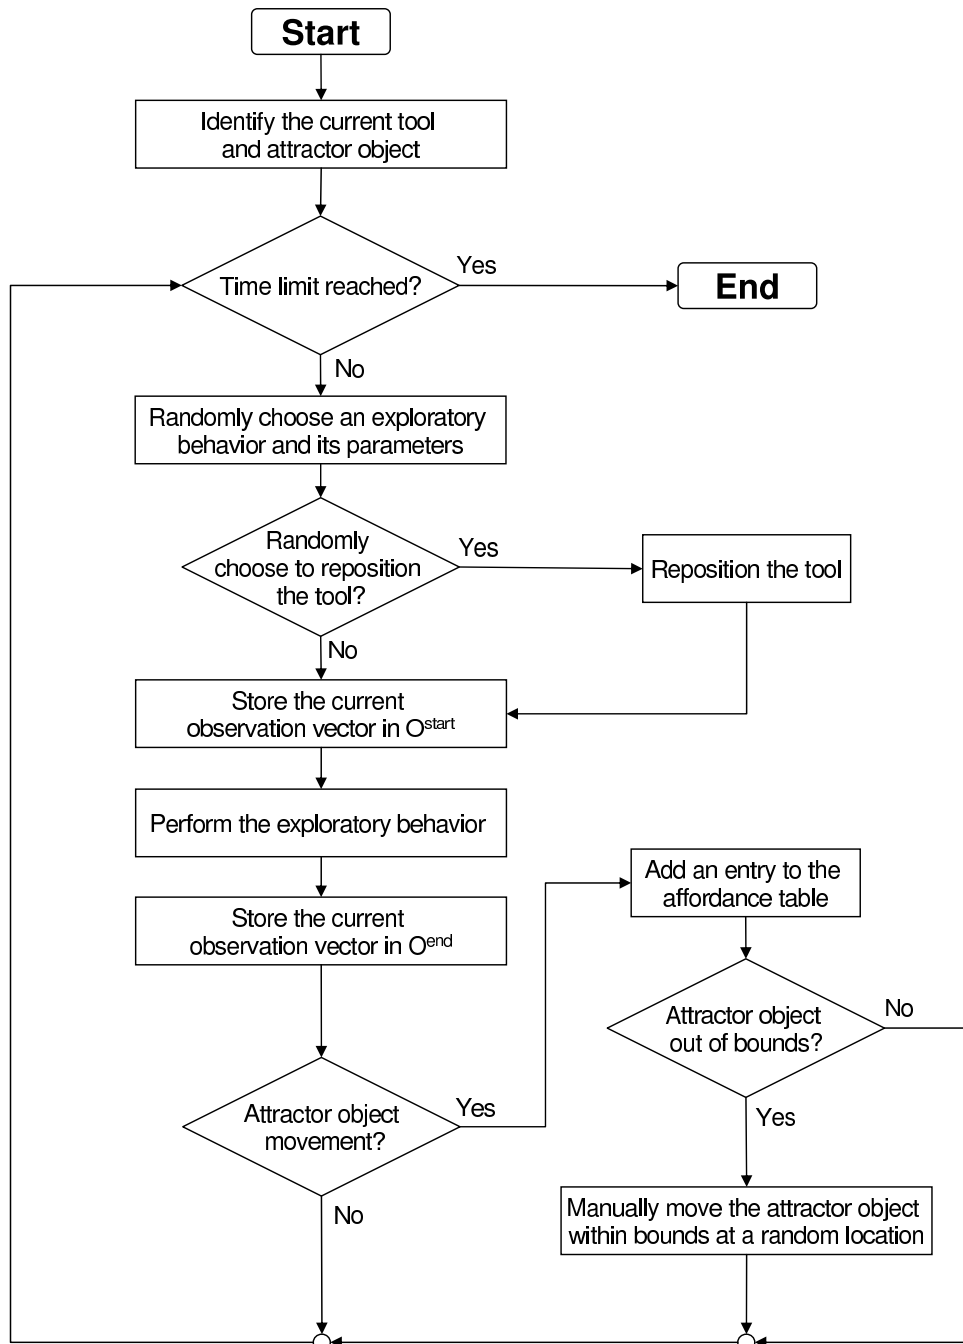 Start
Identify the current tool
and attractor object
Time limit reached?
Yes
End
No
Randomly choose an exploratory
behavior and its parameters
Randomly
choose to reposition
the tool?
Yes
Reposition the tool
No
Store the current
observation vector in O^start
Perform the exploratory behavior
Store the current
observation vector in O^end
Attractor object
movement?
Yes
No
Add an entry to the
affordance table
Attractor object
out of bounds?
No
Yes
Manually move the attractor object
within bounds at a random location